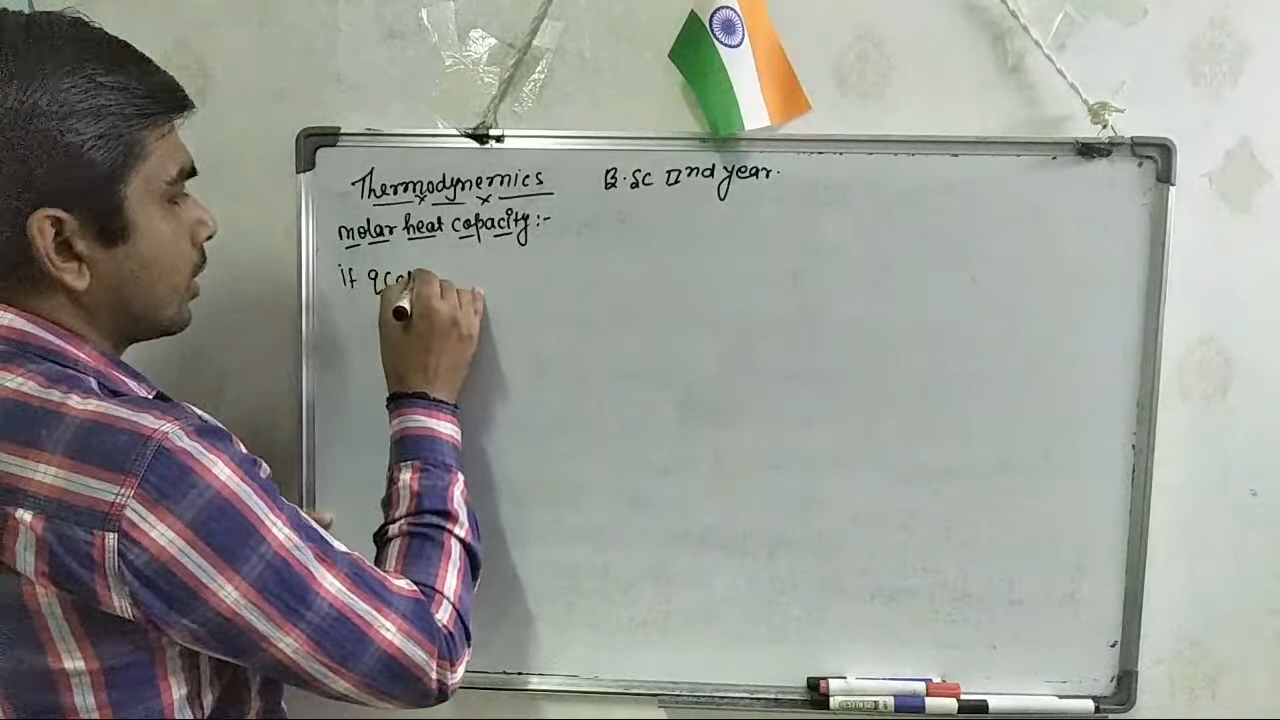 Thermodynemics B.Sc IInd year.
molar heat capacity :-
if q